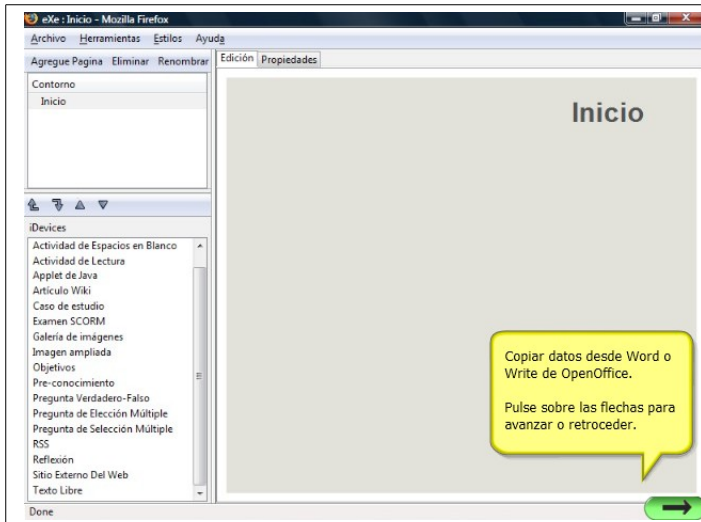 eXe : Inicio - Mozilla Firefox
Archivo Herramientas Estilos Ayuda
Agregue Pagina Eliminar Renombrar
Contorno
Inicio
iDevices
Actividad de Espacios en Blanco
Actividad de Lectura
Applet de Java
Artículo Wiki
Caso de estudio
Examen SCORM
Galería de imágenes
Imagen ampliada
Objetivos
Pre-conocimiento
Pregunta Verdadero-Falso
Pregunta de Elección Múltiple
Pregunta de Selección Múltiple
RSS
Reflexión
Sitio Externo Del Web
Texto Libre
Edición Propiedades
Inicio
Copiar datos desde Word o
Write de OpenOffice.
Pulse sobre las flechas para
avanzar o retroceder.
Done